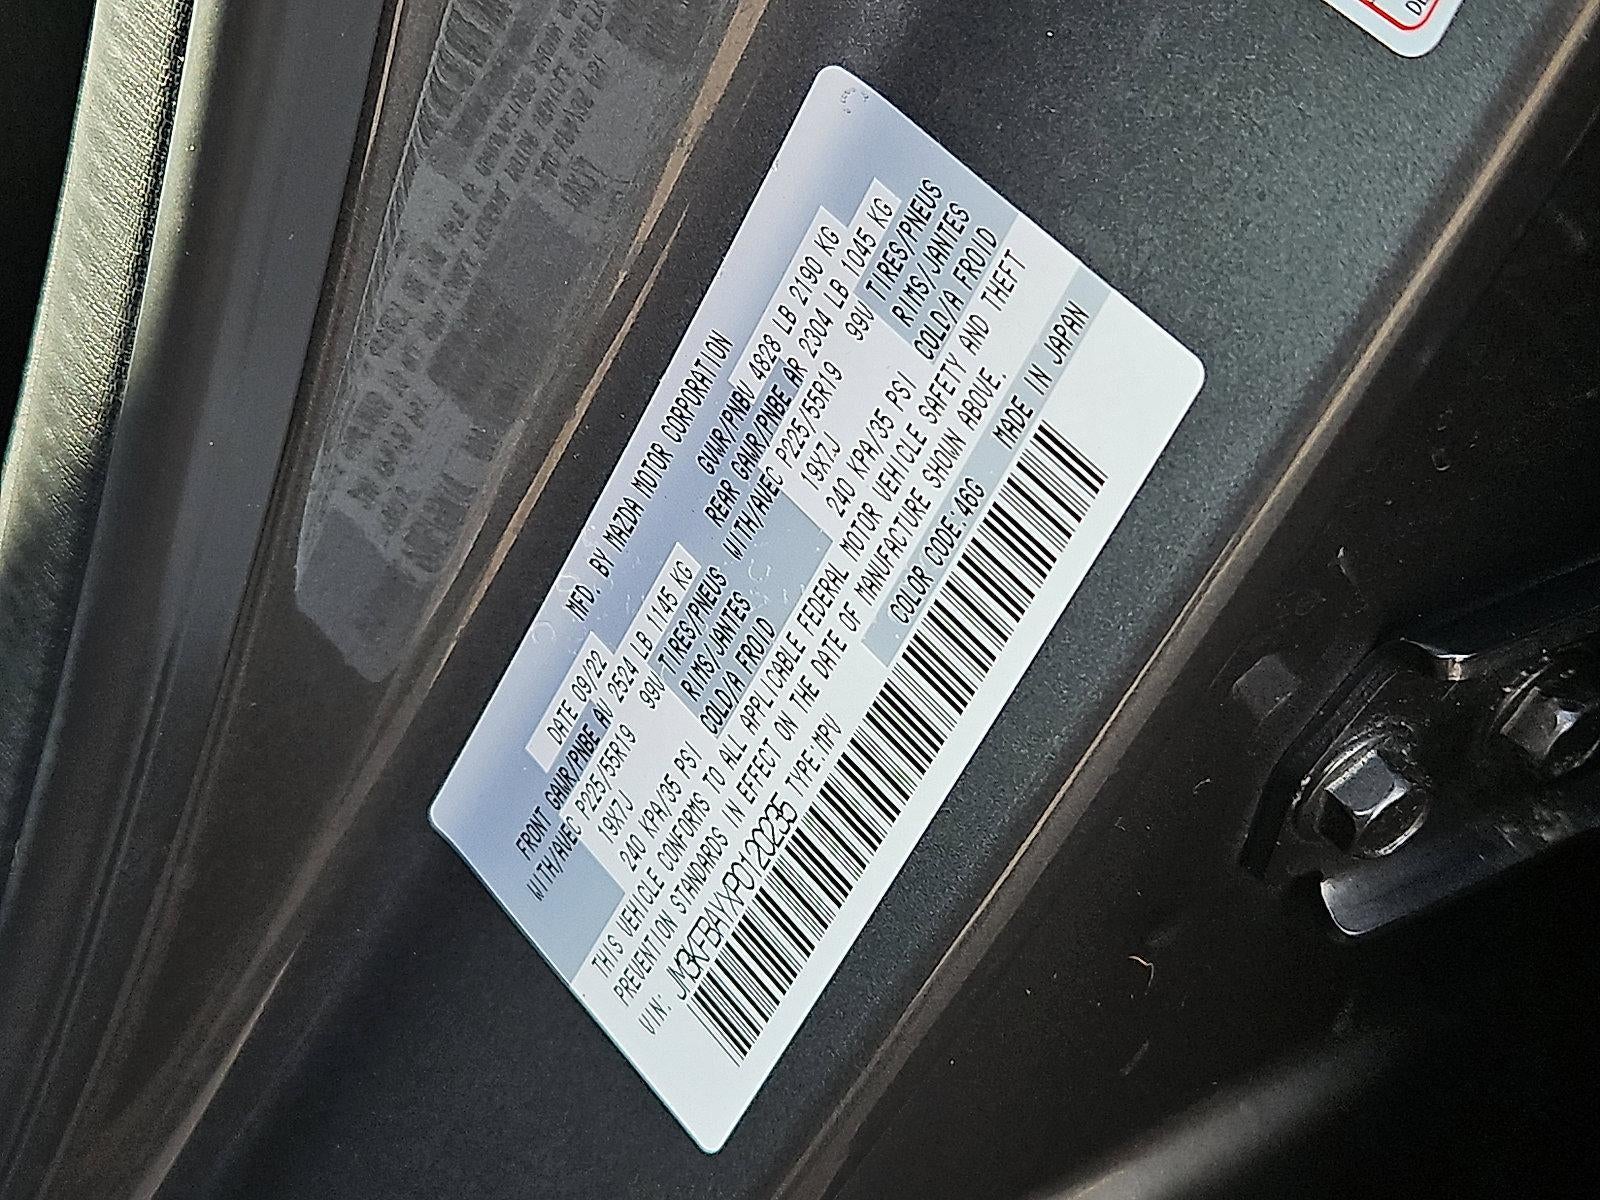 MFD. BY MAZDA MOTOR CORPORATION
DATE 09/22 GVWR/PNBV 4828 LB 2190 KG
FRONT GAWR/PNBE AV 2524 LB 1145 KG REAR GAWR/PNBE AR 2304 LB 1045 KG
WITH/AVEC P225/55R19 99V TIRES/PNEUS WITH/AVEC P225/55R19 99V TIRES/PNEUS
19X7J RIMS/JANTES 19X7J RIMS/JANTES
240 KPA/35 PSI COLD/A FROID 240 KPA/35 PSI COLD/A FROID
THIS VEHICLE CONFORMS TO ALL APPLICABLE FEDERAL MOTOR VEHICLE SAFETY AND THEFT
PREVENTION STANDARDS IN EFFECT ON THE DATE OF MANUFACTURE SHOWN ABOVE.
VIN: JM3KFBAYXP0120235 TYPE:MPV COLOR CODE:46G MADE IN JAPAN